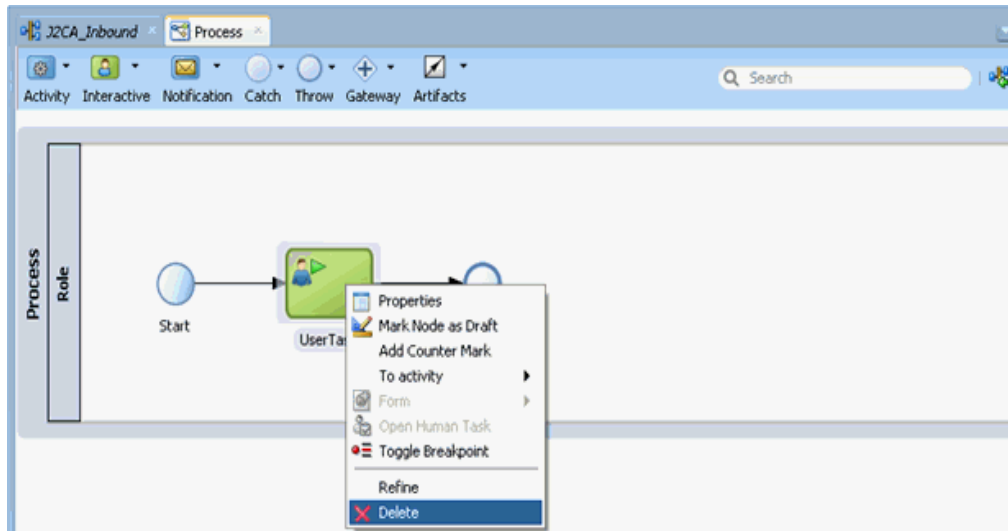 J2CA_Inbound
Process
Activity Interactive Notification Catch Throw Gateway Artifacts
Search
Process
Role
Start
Properties
Mark Node as Draft
Add Counter Mark
To activity
Form
Open Human Task
Toggle Breakpoint
Refine
Delete